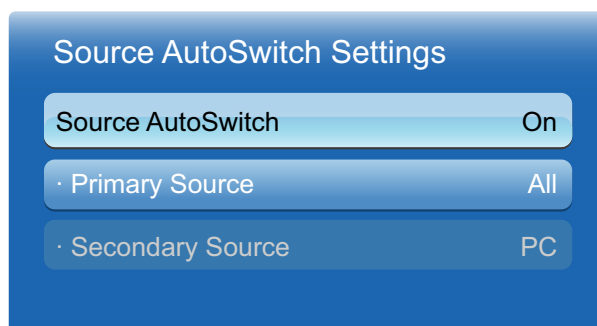 Source AutoSwitch Settings
Source AutoSwitch On
· Primary Source All
· Secondary Source PC